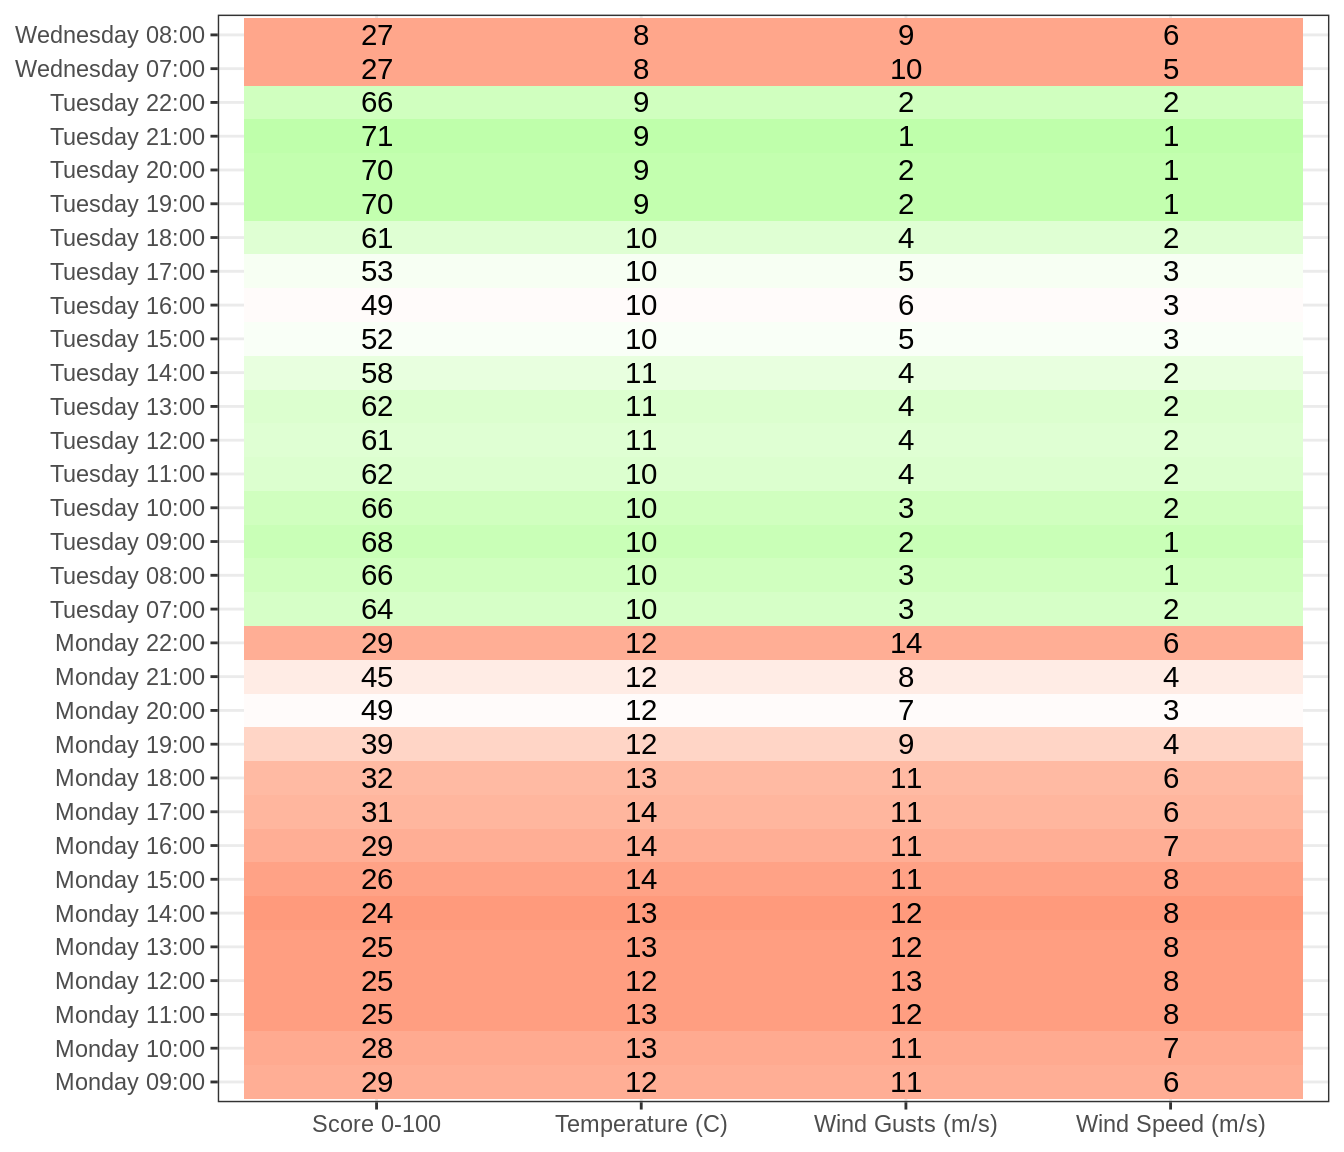 Wednesday 08:00 27 8 9 6
Wednesday 07:00 27 8 10 5
Tuesday 22:00 66 9 2 2
Tuesday 21:00 71 9 1 1
Tuesday 20:00 70 9 2 1
Tuesday 19:00 70 9 2 1
Tuesday 18:00 61 10 4 2
Tuesday 17:00 53 10 5 3
Tuesday 16:00 49 10 6 3
Tuesday 15:00 52 10 5 3
Tuesday 14:00 58 11 4 2
Tuesday 13:00 62 11 4 2
Tuesday 12:00 61 11 4 2
Tuesday 11:00 62 10 4 2
Tuesday 10:00 66 10 3 2
Tuesday 09:00 68 10 2 1
Tuesday 08:00 66 10 3 1
Tuesday 07:00 64 10 3 2
Monday 22:00 29 12 14 6
Monday 21:00 45 12 8 4
Monday 20:00 49 12 7 3
Monday 19:00 39 12 9 4
Monday 18:00 32 13 11 6
Monday 17:00 31 14 11 6
Monday 16:00 29 14 11 7
Monday 15:00 26 14 11 8
Monday 14:00 24 13 12 8
Monday 13:00 25 13 12 8
Monday 12:00 25 12 13 8
Monday 11:00 25 13 12 8
Monday 10:00 28 13 11 7
Monday 09:00 29 12 11 6
Score 0-100 Temperature (C) Wind Gusts (m/s) Wind Speed (m/s)